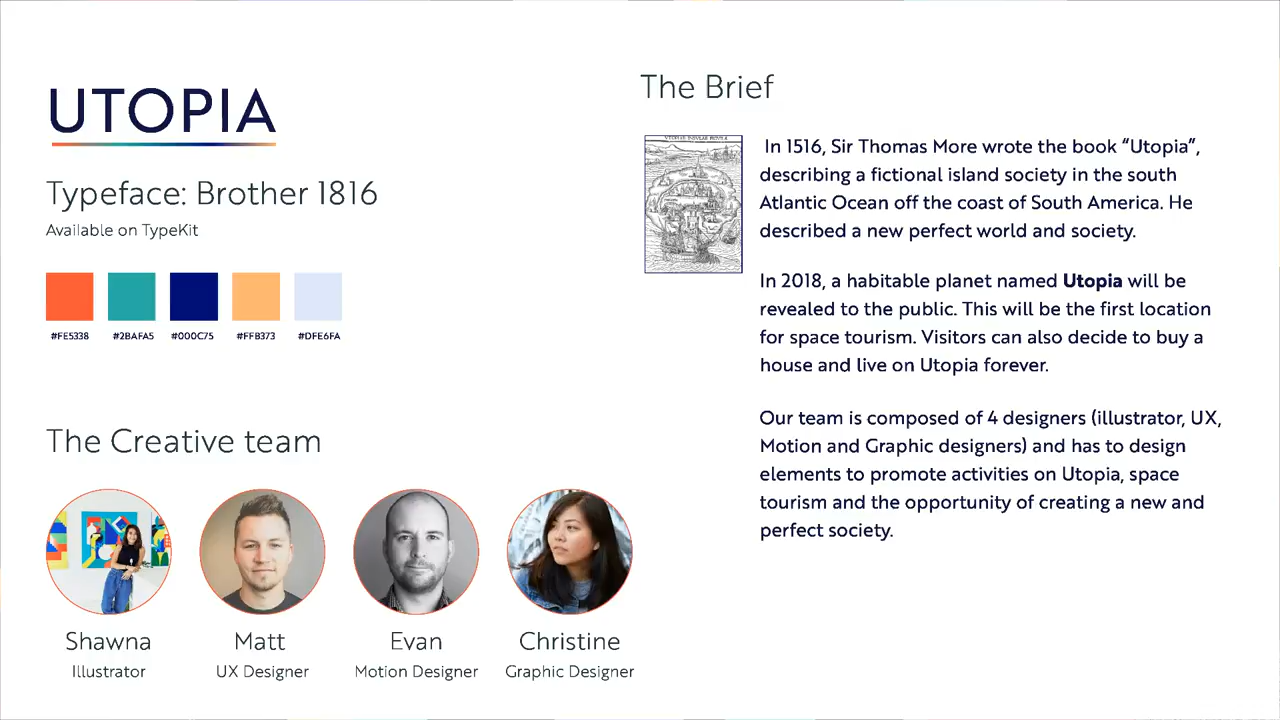 UTOPIA
Typeface: Brother 1816
Available on TypeKit
#FE5338 #2BAFA5 #000C75 #FFB373 #DFE6FA
The Creative team
Shawna
Illustrator
Matt
UX Designer
Evan
Motion Designer
Christine
Graphic Designer
The Brief
In 1516, Sir Thomas More wrote the book “Utopia”,
describing a fictional island society in the south
Atlantic Ocean off the coast of South America. He
described a new perfect world and society.
In 2018, a habitable planet named Utopia will be
revealed to the public. This will be the first location
for space tourism. Visitors can also decide to buy a
house and live on Utopia forever.
Our team is composed of 4 designers (illustrator, UX,
Motion and Graphic designers) and has to design
elements to promote activities on Utopia, space
tourism and the opportunity of creating a new and
perfect society.